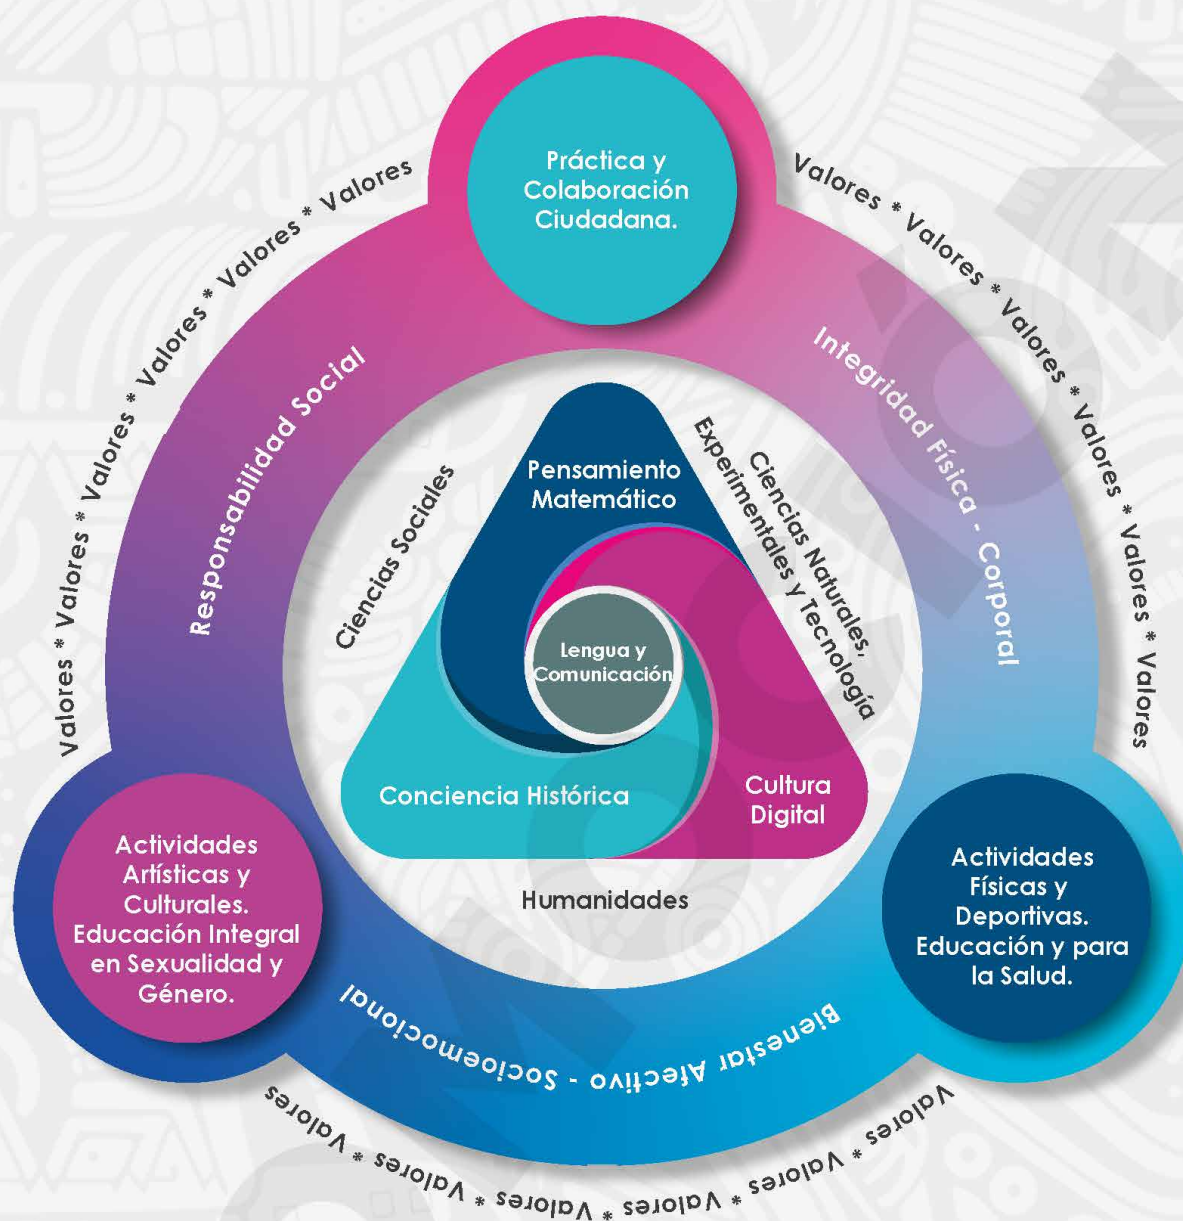 Práctica y
Colaboración
Ciudadana.
Valores * Valores * Valores * Valores * Valores * Valores
Valores * Valores * Valores * Valores * Valores * Valores
Responsabilidad Social
Integridad Física - Corporal
Ciencias Sociales
Pensamiento
Matemático
Ciencias Naturales,
Experimentales y Tecnología
Lengua y
Comunicación
Conciencia Histórica
Cultura
Digital
Humanidades
Actividades
Artísticas y
Culturales.
Educación Integral
en Sexualidad y
Género.
Actividades
Físicas y
Deportivas.
Educación y para
la Salud.
Bienestar Afectivo - Socioemocional
Valores * Valores * Valores * Valores * Valores * Valores